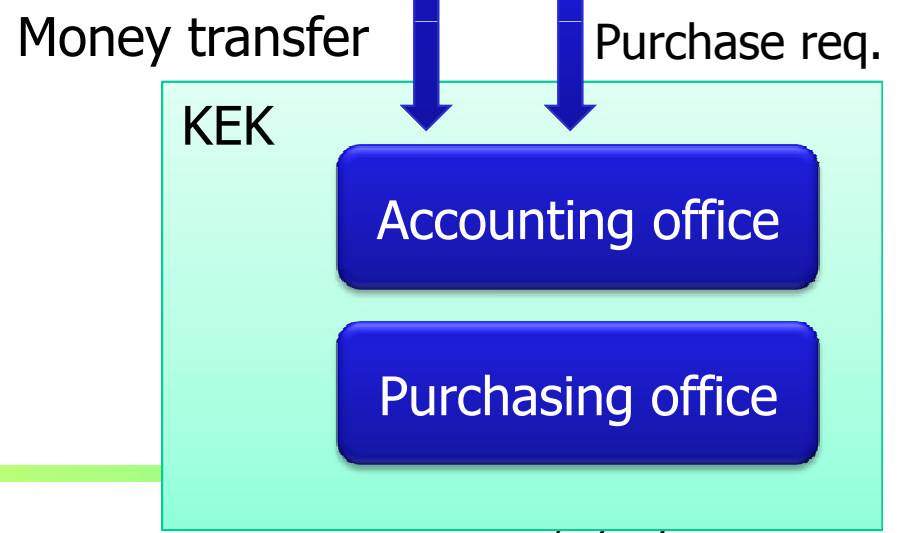 Money transfer
Purchase req.
KEK
Accounting office
Purchasing office